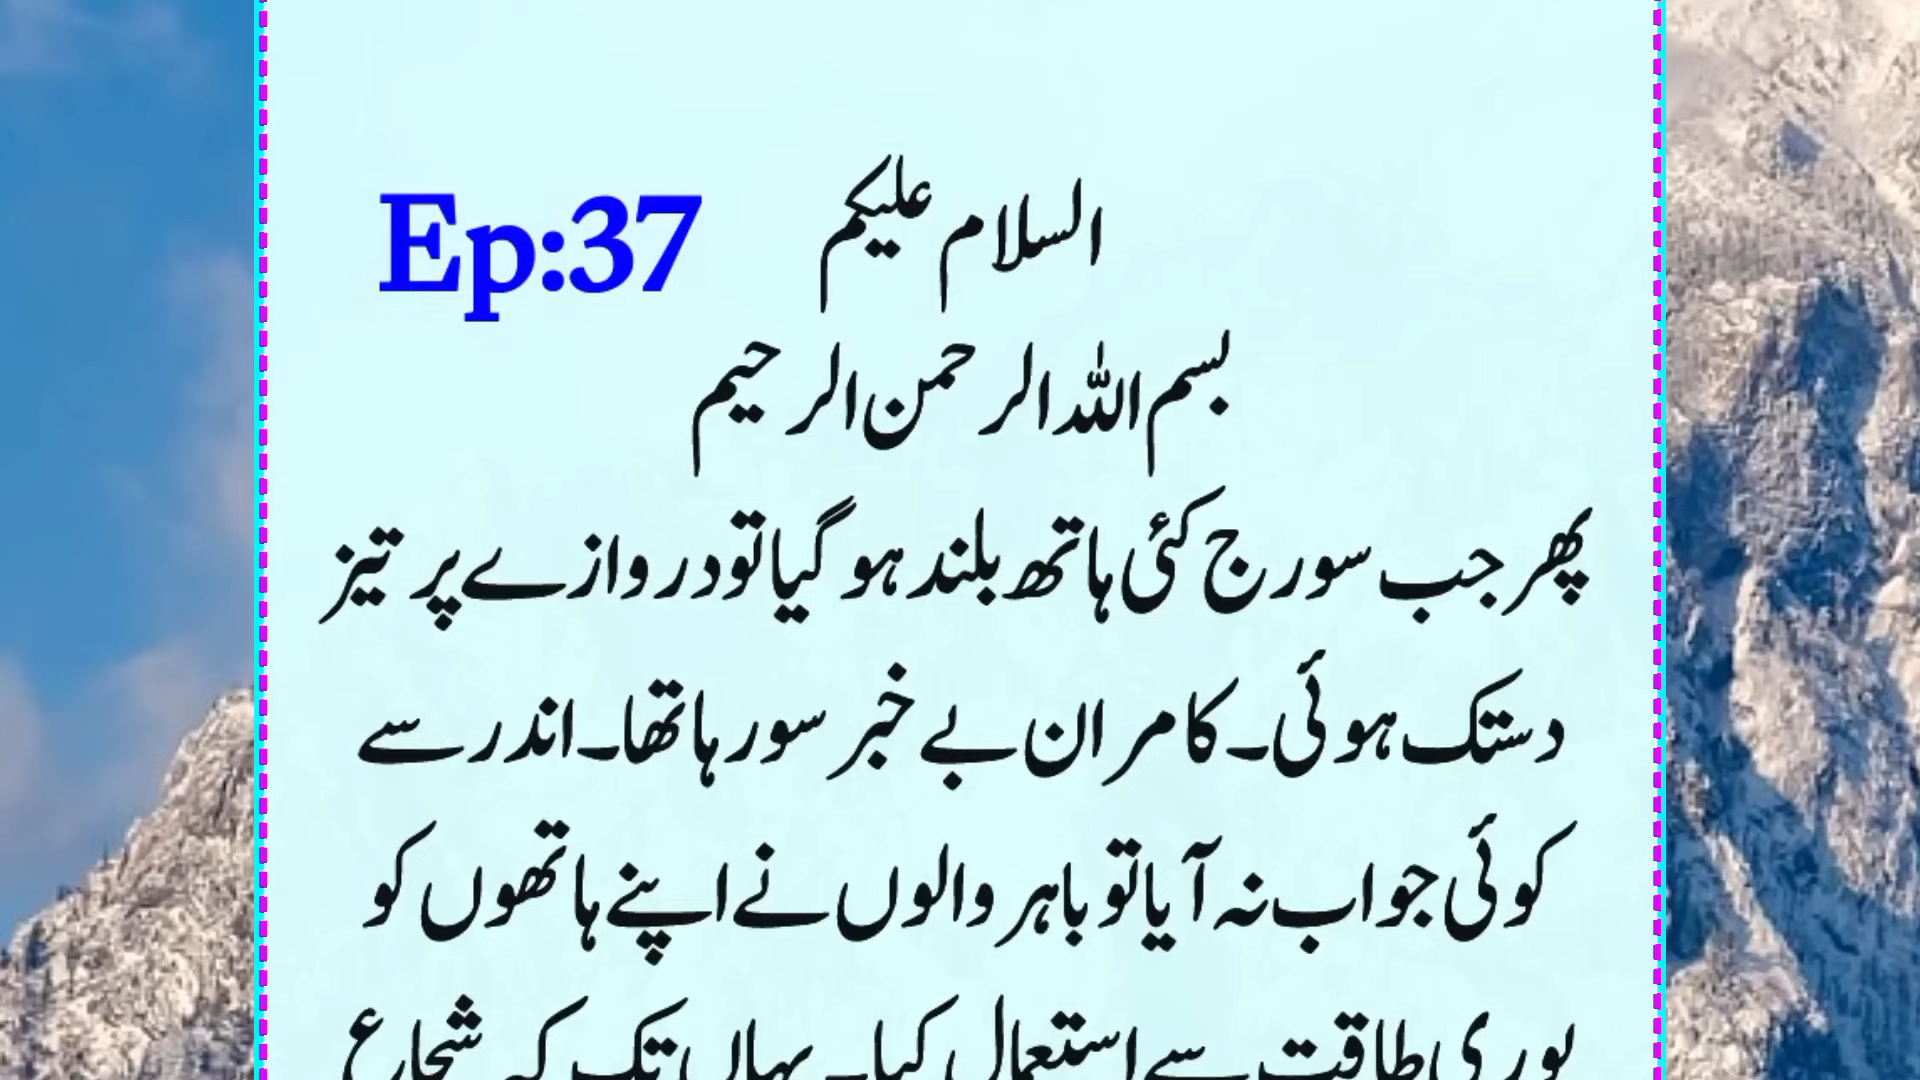 السلام علیکم Ep:37
بسم اللہ الرحمن الرحیم
پھر جب سورج کئی ہاتھ بلند ہو گیا تو دروازے پر تیز
دستک ہوئی۔ کامران بے خبر سو رہا تھا۔ اندر سے
کوئی جواب نہ آیا تو باہر والوں نے اپنے ہاتھوں کو
پوری طاقت سے استعمال کیا۔ یہاں تک کہ شجاع